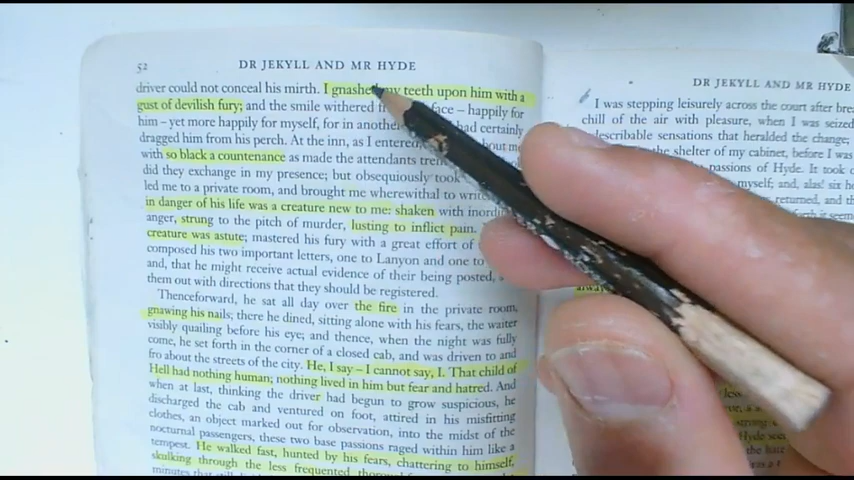 52
DR JEKYLL AND MR HYDE
driver could not conceal his mirth. I gnashed my teeth upon him with a
gust of devilish fury; and the smile withered face – happily for
him – yet more happily for myself, for in another had certainly
dragged him from his perch. At the inn, as I entered, about me
with so black a countenance as made the attendants
did they exchange in my presence; but obsequiously took
led me to a private room, and brought me wherewithal to
in danger of his life was a creature new to me: shaken with
anger, strung to the pitch of murder, lusting to inflict pain.
creature was astute; mastered his fury with a great effort of
composed his two important letters, one to Lanyon and one to
and, that he might receive actual evidence of their being posted,
them out with directions that they should be registered.
Thenceforward, he sat all day over the fire in the private room,
gnawing his nails; there he dined, sitting alone with his fears, the waiter
visibly quailing before his eye; and thence, when the night was fully
come, he set forth in the corner of a closed cab, and was driven to and
fro about the streets of the city. He, I say – I cannot say, I. That child of
Hell had nothing human; nothing lived in him but fear and hatred. And
when at last, thinking the driver had begun to grow suspicious, he
discharged the cab and ventured on foot, attired in his misfitting
clothes, an object marked out for observation, into the midst of the
nocturnal passengers, these two base passions raged within him like a
tempest. He walked fast, hunted by his fears, chattering to himself,
skulking through the less frequented thoroughfares,
minutes that still
DR JEKYLL AND MR HYDE
I was stepping leisurely across the court after
chill of the air with pleasure, when I was seized
sensations that heralded the change;
the shelter of my cabinet, before I was
passions of Hyde. It took
myself; and, alas! six
returned, and
seem
always